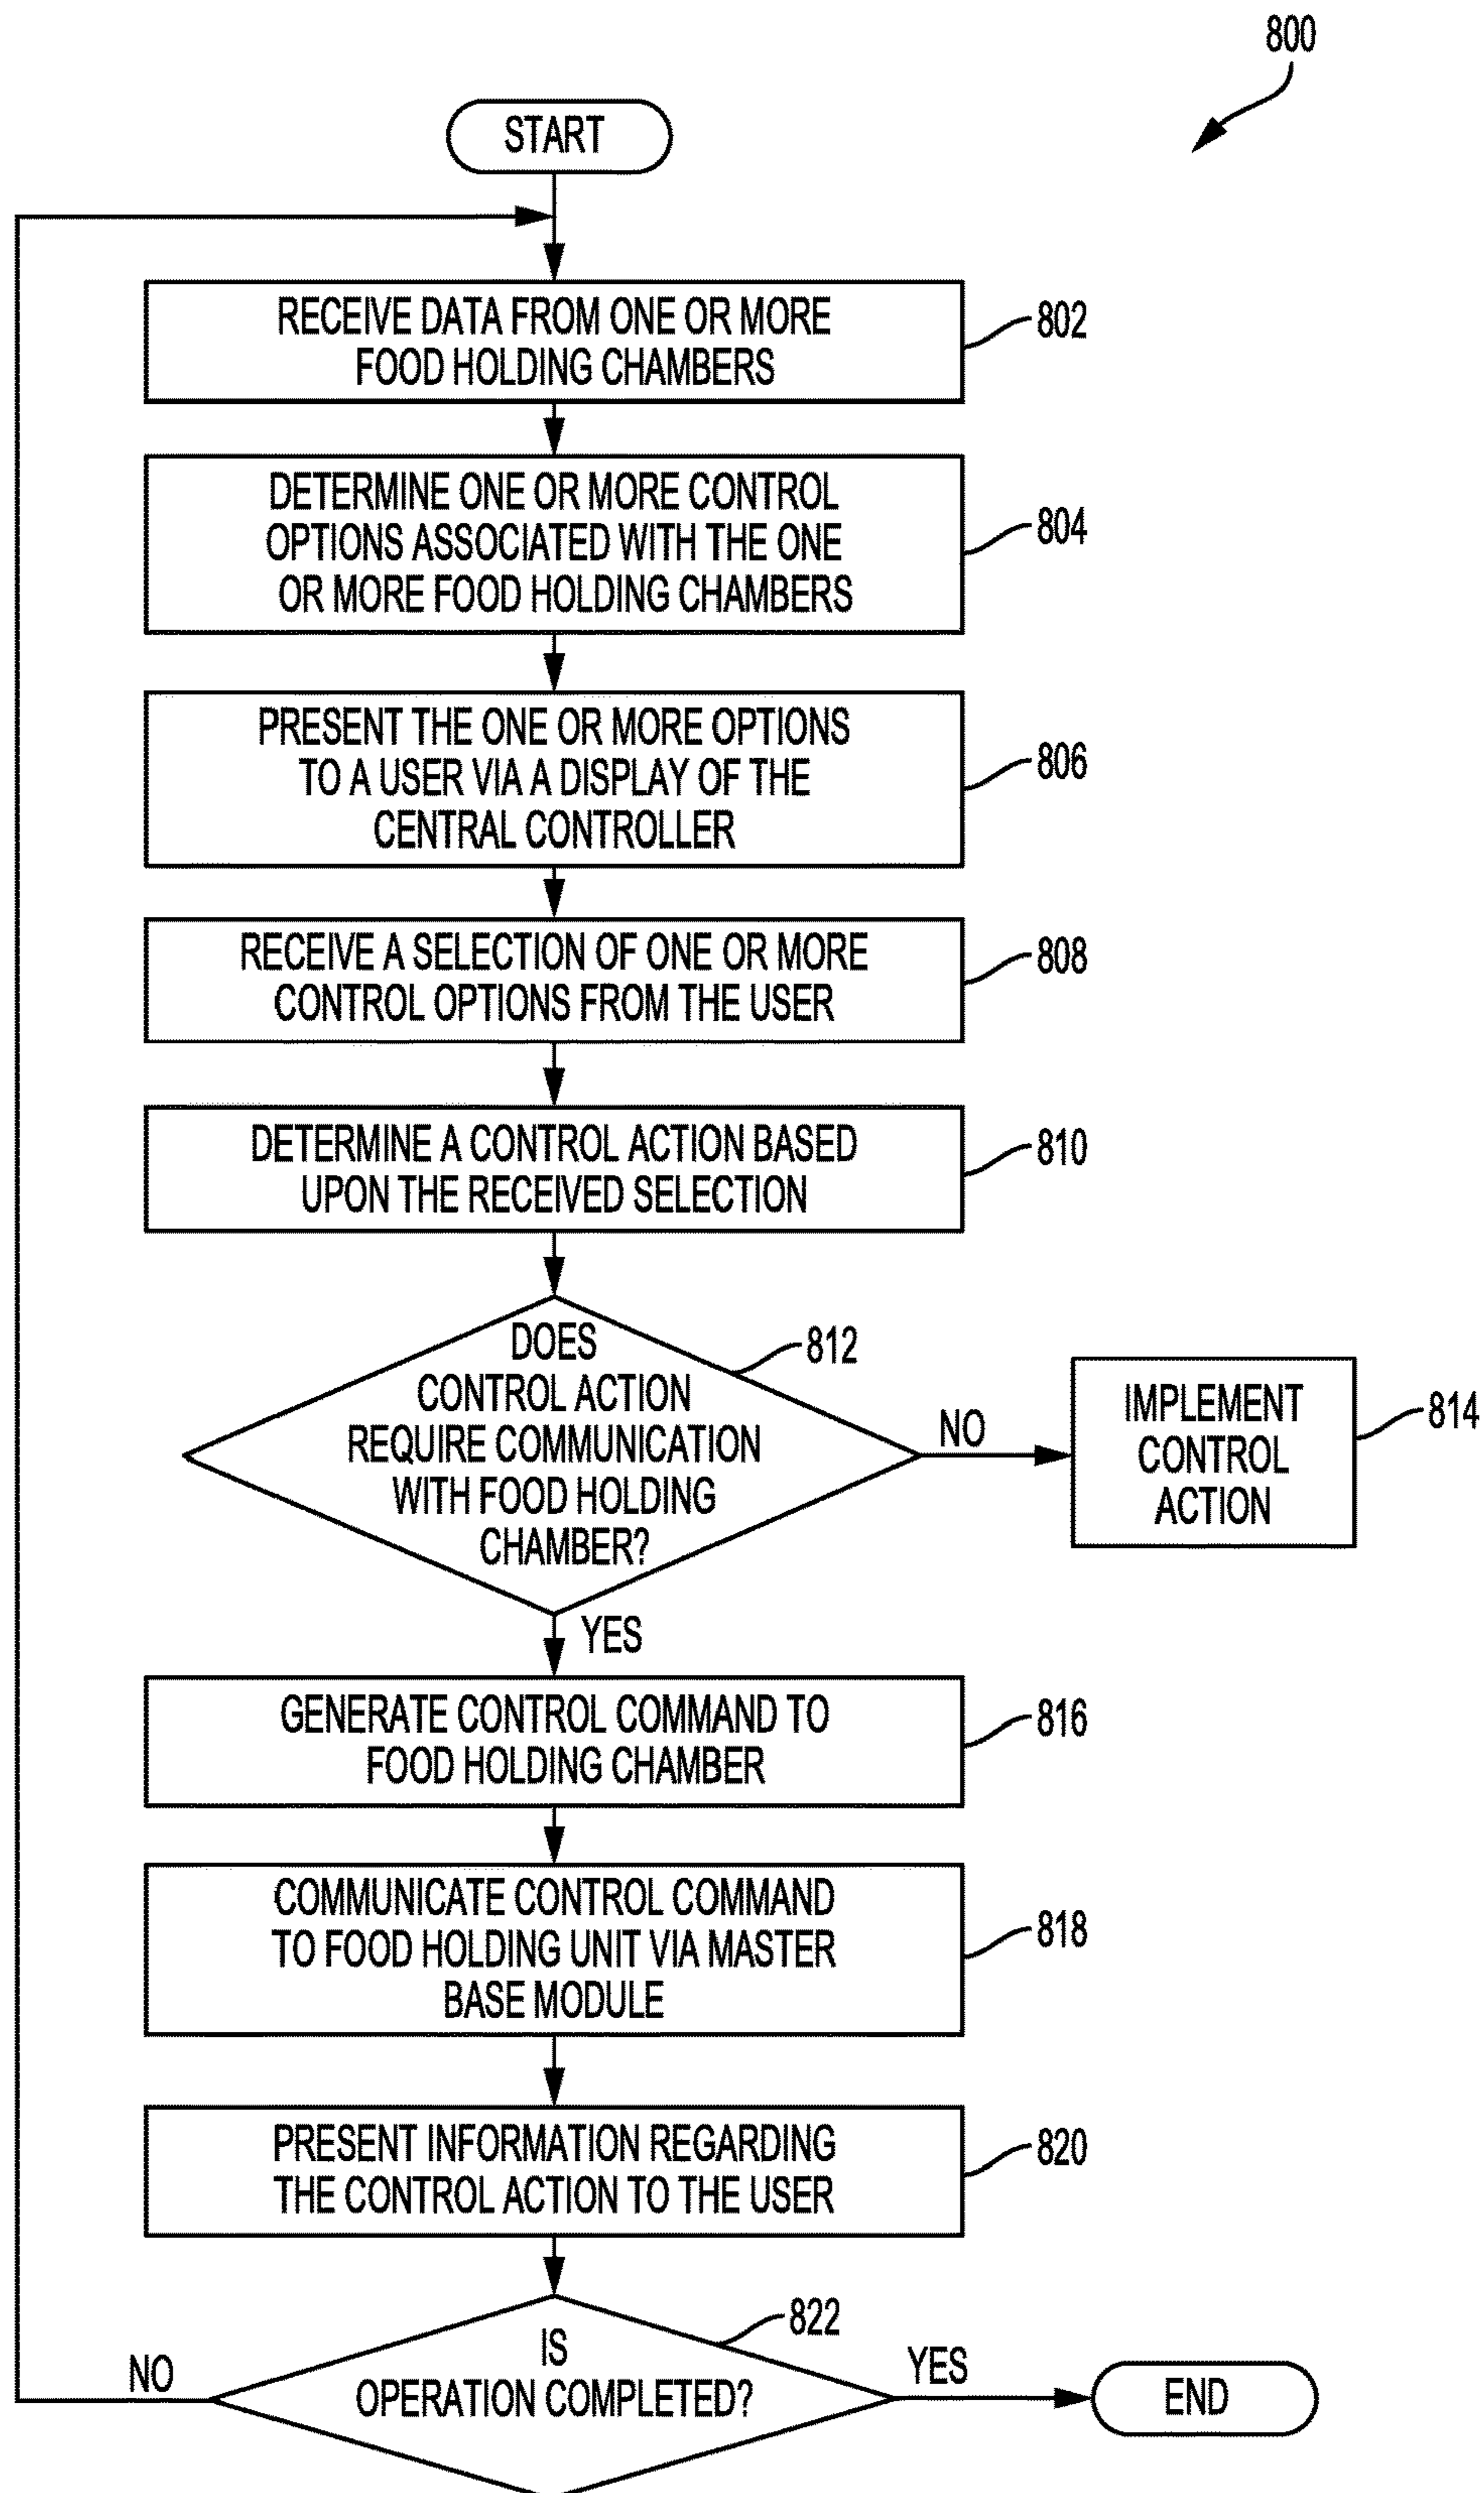 800
START
RECEIVE DATA FROM ONE OR MORE
FOOD HOLDING CHAMBERS
802
DETERMINE ONE OR MORE CONTROL
OPTIONS ASSOCIATED WITH THE ONE
OR MORE FOOD HOLDING CHAMBERS
804
PRESENT THE ONE OR MORE OPTIONS
TO A USER VIA A DISPLAY OF THE
CENTRAL CONTROLLER
806
RECEIVE A SELECTION OF ONE OR MORE
CONTROL OPTIONS FROM THE USER
808
DETERMINE A CONTROL ACTION BASED
UPON THE RECEIVED SELECTION
810
DOES
CONTROL ACTION
REQUIRE COMMUNICATION
WITH FOOD HOLDING
CHAMBER?
812
NO
IMPLEMENT
CONTROL
ACTION
814
YES
GENERATE CONTROL COMMAND TO
FOOD HOLDING CHAMBER
816
COMMUNICATE CONTROL COMMAND
TO FOOD HOLDING UNIT VIA MASTER
BASE MODULE
818
PRESENT INFORMATION REGARDING
THE CONTROL ACTION TO THE USER
820
IS
OPERATION COMPLETED?
822
NO
YES
END